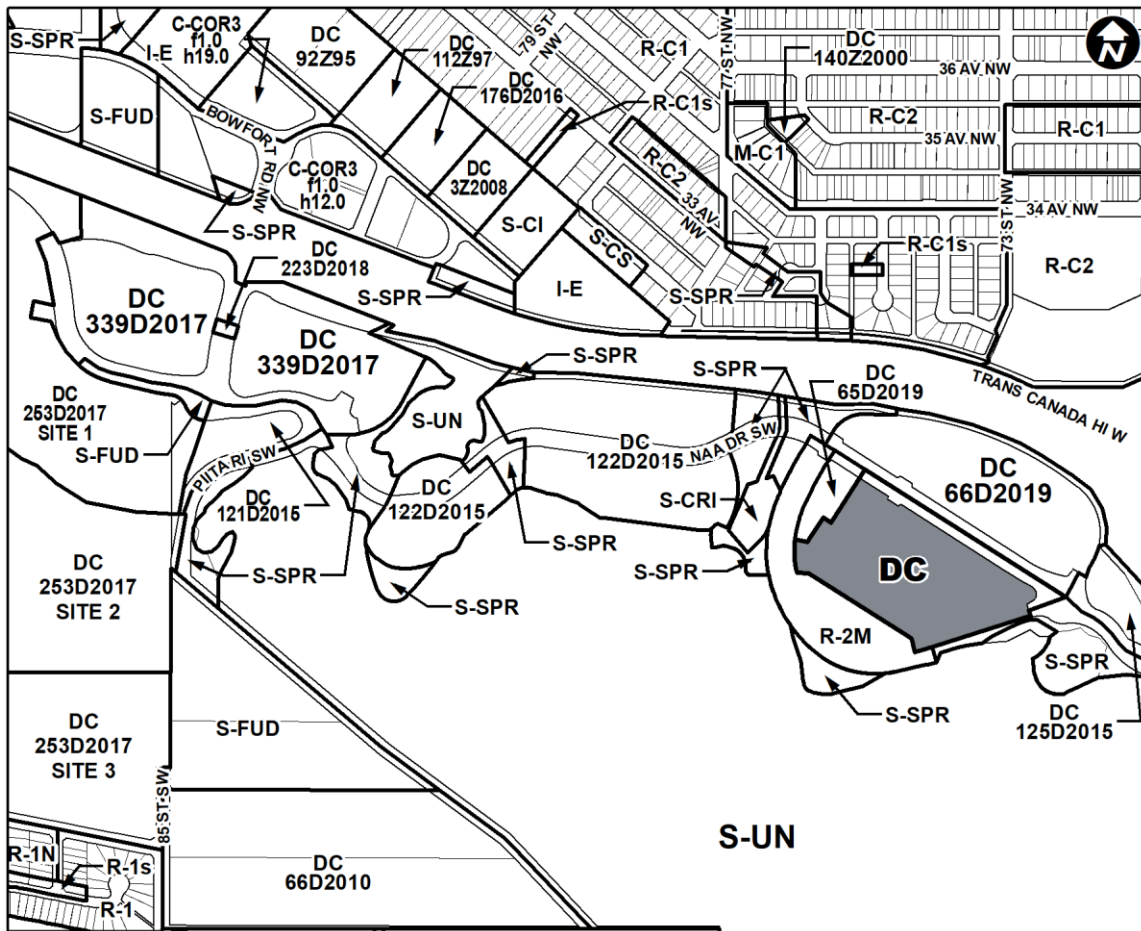 S-SPR
C-COR3
f1.0
h19.0
I-E
DC
92Z95
DC
112Z97
DC
176D2016
79 ST
NW
R-C1
77 ST NW
DC
140Z2000
N
36 AV NW
S-FUD
BOWFORT RD NW
R-C1s
R-C2
35 AV NW
R-C1
M-C1
C-COR3
f1.0
h12.0
DC
3Z2008
R-C2
33 AV
NW
34 AV NW
73 ST NW
S-SPR
S-CI
S-CS
R-C1s
R-C2
DC
223D2018
S-SPR
I-E
S-SPR
DC
339D2017
DC
339D2017
S-SPR
S-SPR
DC
65D2019
TRANS CANADA HI W
DC
253D2017
SITE 1
S-FUD
S-UN
PIITA RI SW
DC
122D2015
NAA DR SW
DC
66D2019
DC
121D2015
DC
122D2015
S-CRI
S-SPR
DC
253D2017
SITE 2
S-SPR
S-SPR
S-SPR
DC
R-2M
S-SPR
S-SPR
DC
125D2015
DC
253D2017
SITE 3
S-FUD
85 ST SW
S-UN
R-1N
R-1s
R-1
DC
66D2010